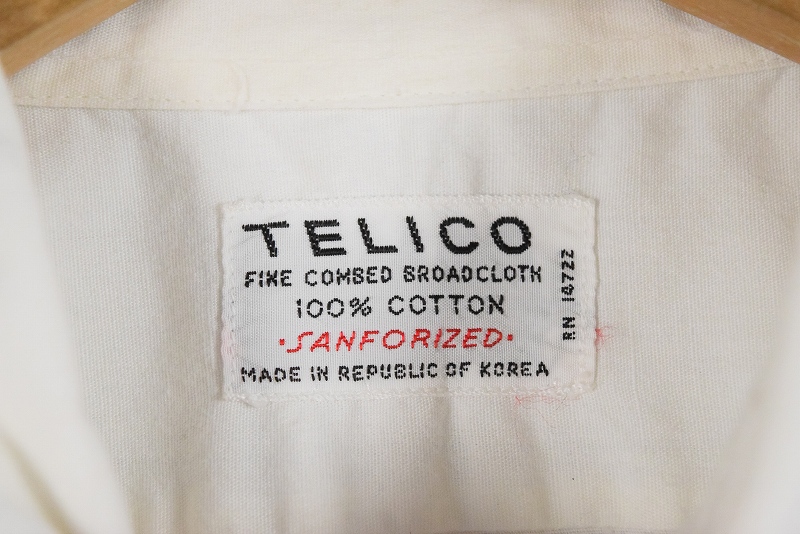 TELICO
FINE COMBED BROADCLOTH
100% COTTON
·SANFORIZED·
MADE IN REPUBLIC OF KOREA
RN 14722